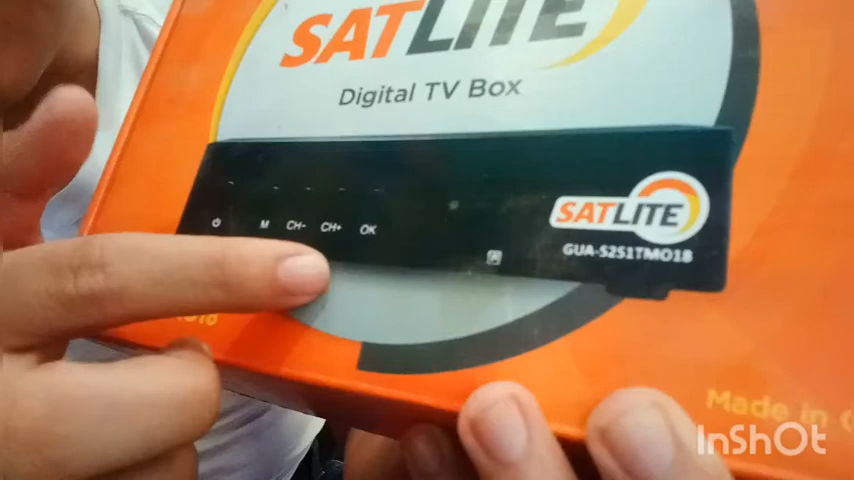 SATLITE
Digital TV Box
SATLITE
M CH- CH+ OK
GUA-S2S1TMO18
Made in
InShOt